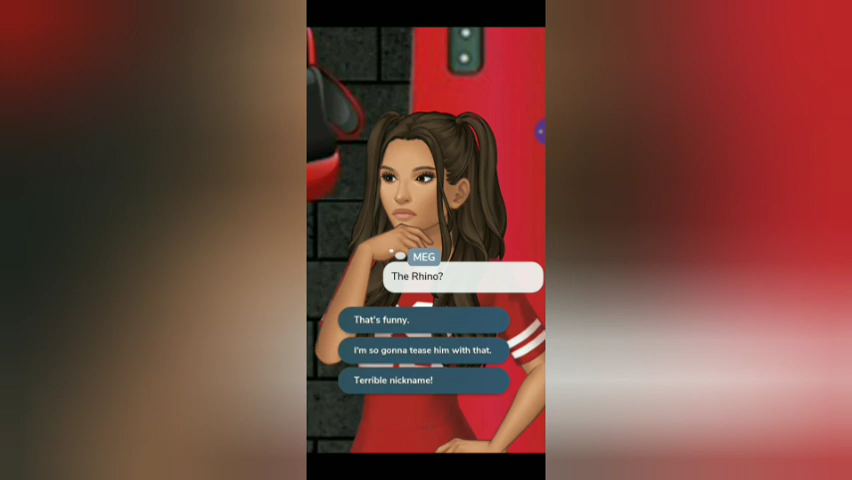 MEG
The Rhino?
That's funny.
I'm so gonna tease him with that.
Terrible nickname!